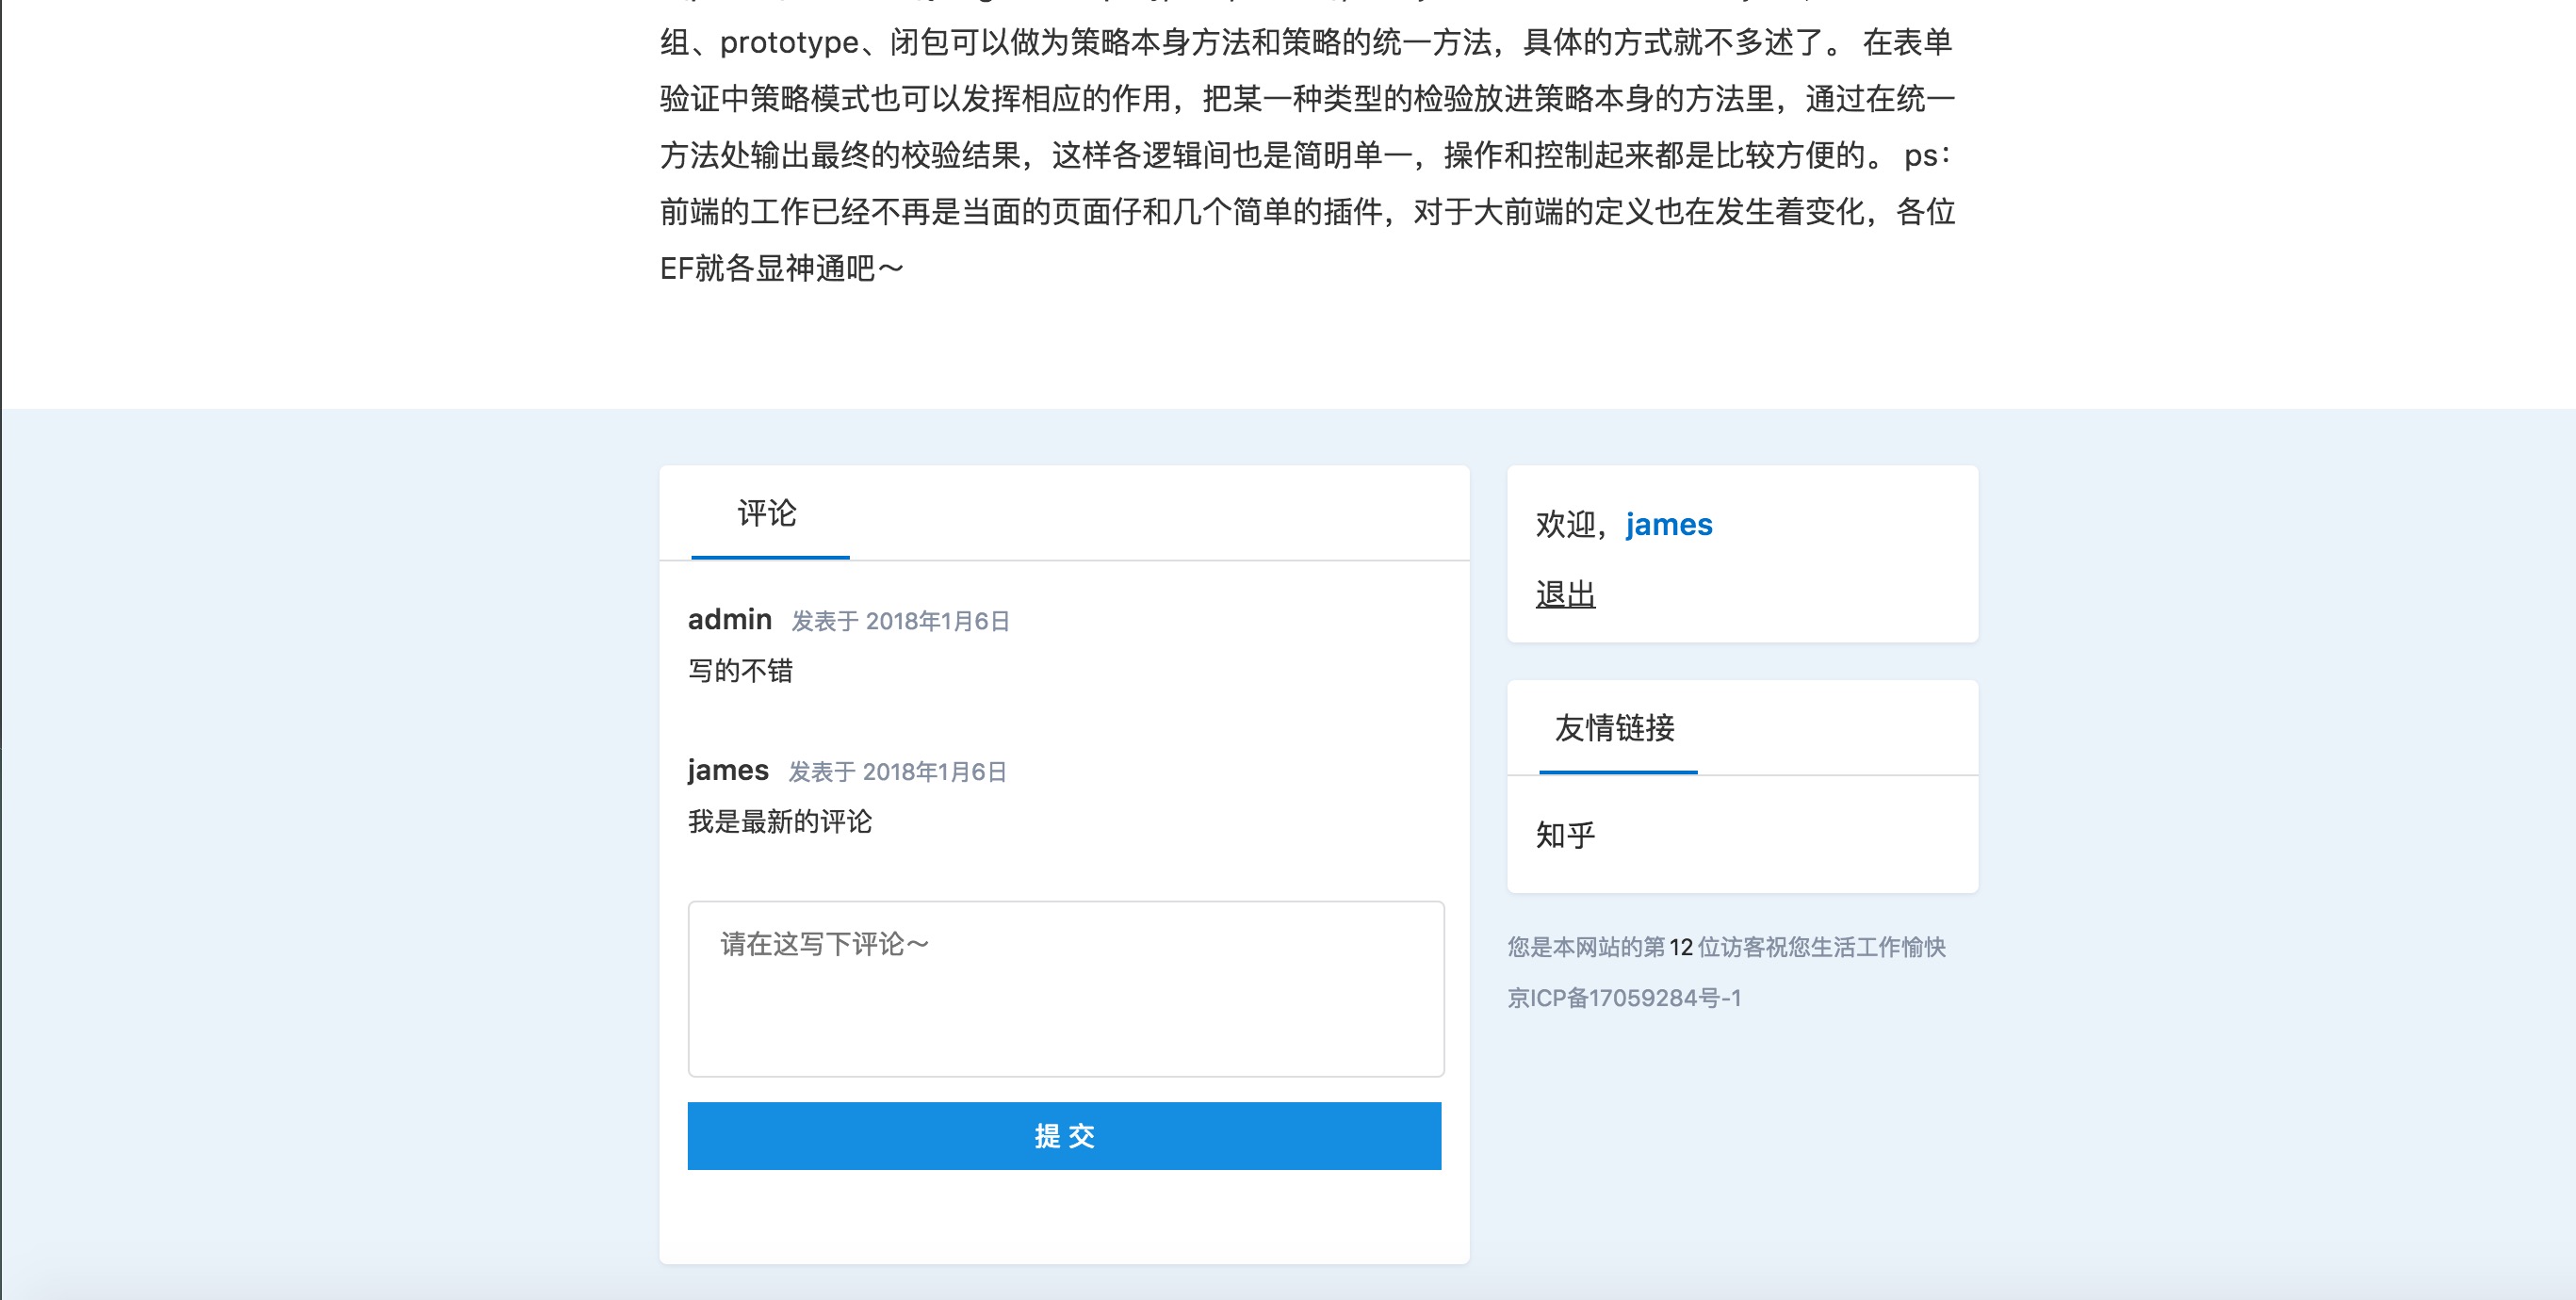 组、prototype、闭包可以做为策略本身方法和策略的统一方法，具体的方式就不多述了。 在表单
验证中策略模式也可以发挥相应的作用，把某一种类型的检验放进策略本身的方法里，通过在统一
方法处输出最终的校验结果，这样各逻辑间也是简明单一，操作和控制起来都是比较方便的。 ps：
前端的工作已经不再是当面的页面仔和几个简单的插件，对于大前端的定义也在发生着变化，各位
EF就各显神通吧～
评论
admin 发表于 2018年1月6日
写的不错
james 发表于 2018年1月6日
我是最新的评论
请在这写下评论～
提 交
欢迎，james
退出
友情链接
知乎
您是本网站的第 12 位访客祝您生活工作愉快
京ICP备17059284号-1